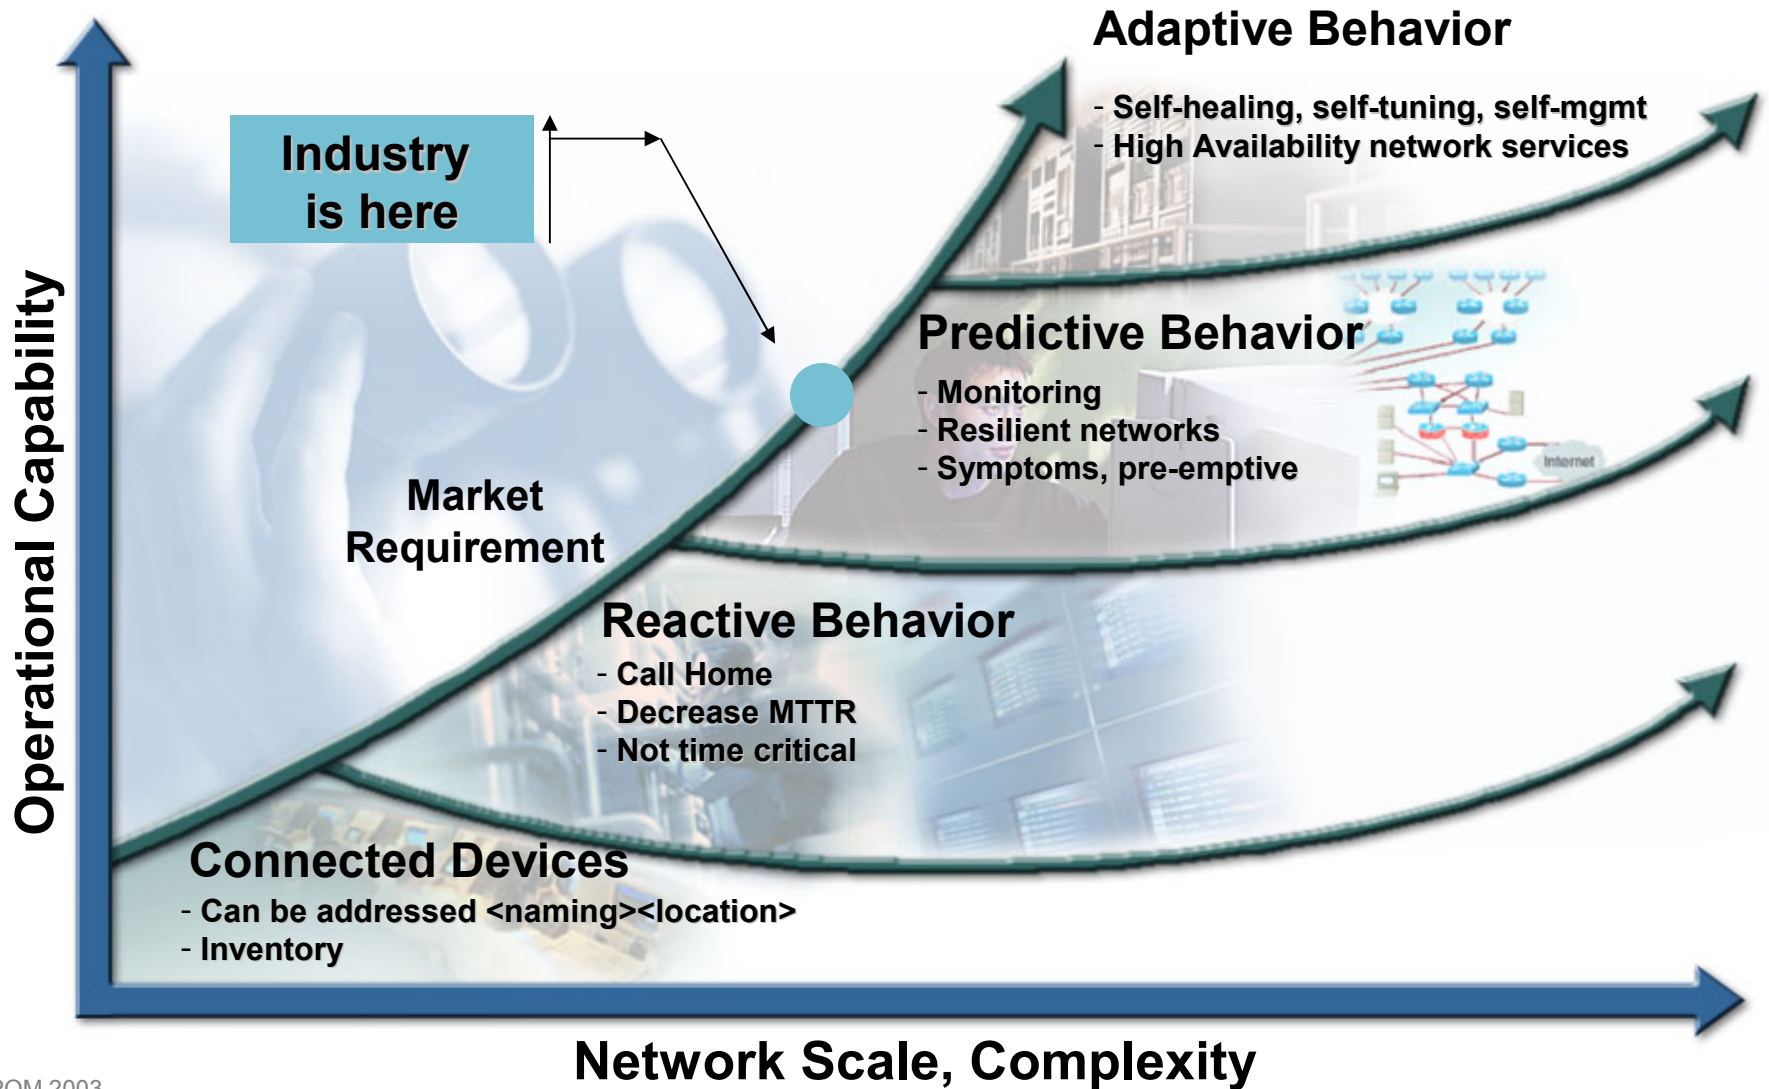 Adaptive Behavior
- Self-healing, self-tuning, self-mgmt
- High Availability network services
Industry
is here
Predictive Behavior
- Monitoring
- Resilient networks
- Symptoms, pre-emptive
Internet
Market
Requirement
Reactive Behavior
- Call Home
- Decrease MTTR
- Not time critical
Connected Devices
- Can be addressed <naming><location>
- Inventory
Operational Capability
Network Scale, Complexity
2003